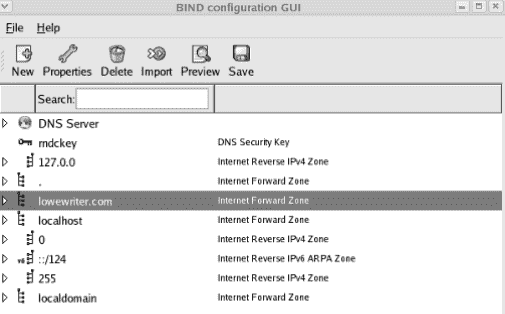 BIND configuration GUI
File Help
New Properties Delete Import Preview Save
Search:
DNS Server
rndckey DNS Security Key
127.0.0 Internet Reverse IPv4 Zone
. Internet Forward Zone
lowewriter.com Internet Forward Zone
localhost Internet Forward Zone
0 Internet Reverse IPv4 Zone
v6 ::/124 Internet Reverse IPv6 ARPA Zone
255 Internet Reverse IPv4 Zone
localdomain Internet Forward Zone